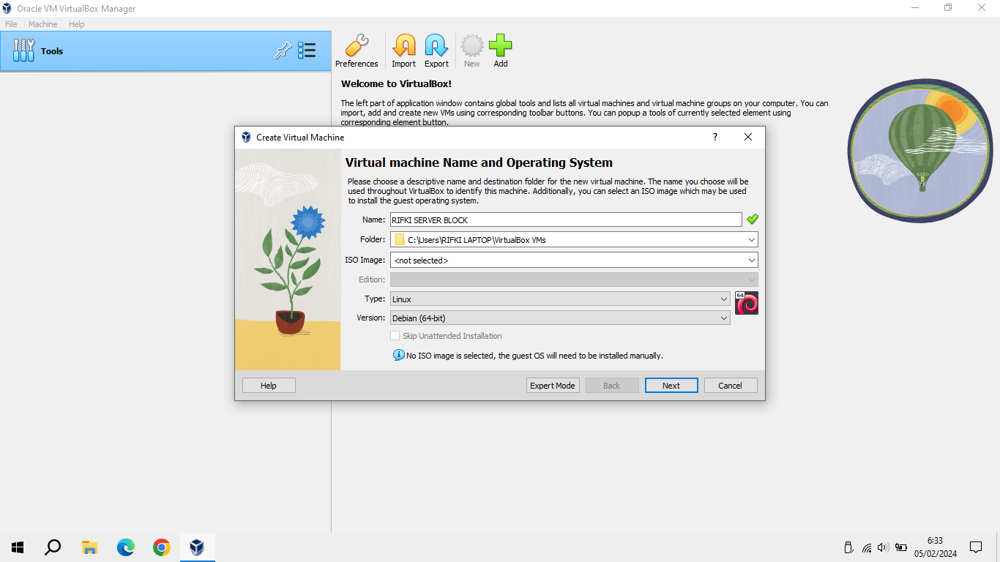 Oracle VM VirtualBox Manager
File Machine Help
Tools
Preferences Import Export New Add
Welcome to VirtualBox!
The left part of application window contains global tools and lists all virtual machines and virtual machine groups on your computer. You can
import, add and create new VMs using corresponding toolbar buttons. You can popup a tools of currently selected element using
corresponding element button.
Create Virtual Machine ?
Virtual machine Name and Operating System
Please choose a descriptive name and destination folder for the new virtual machine. The name you choose will be
used throughout VirtualBox to identify this machine. Additionally, you can select an ISO image which may be used
to install the guest operating system.
Name: RIFKI SERVER BLOCK
Folder: C:\Users\RIFKI LAPTOP\VirtualBox VMs
ISO Image: <not selected>
Edition:
Type: Linux
64
Version: Debian (64-bit)
Skip Unattended Installation
No ISO image is selected, the guest OS will need to be installed manually.
Help Expert Mode Back Next Cancel
6:33
05/02/2024